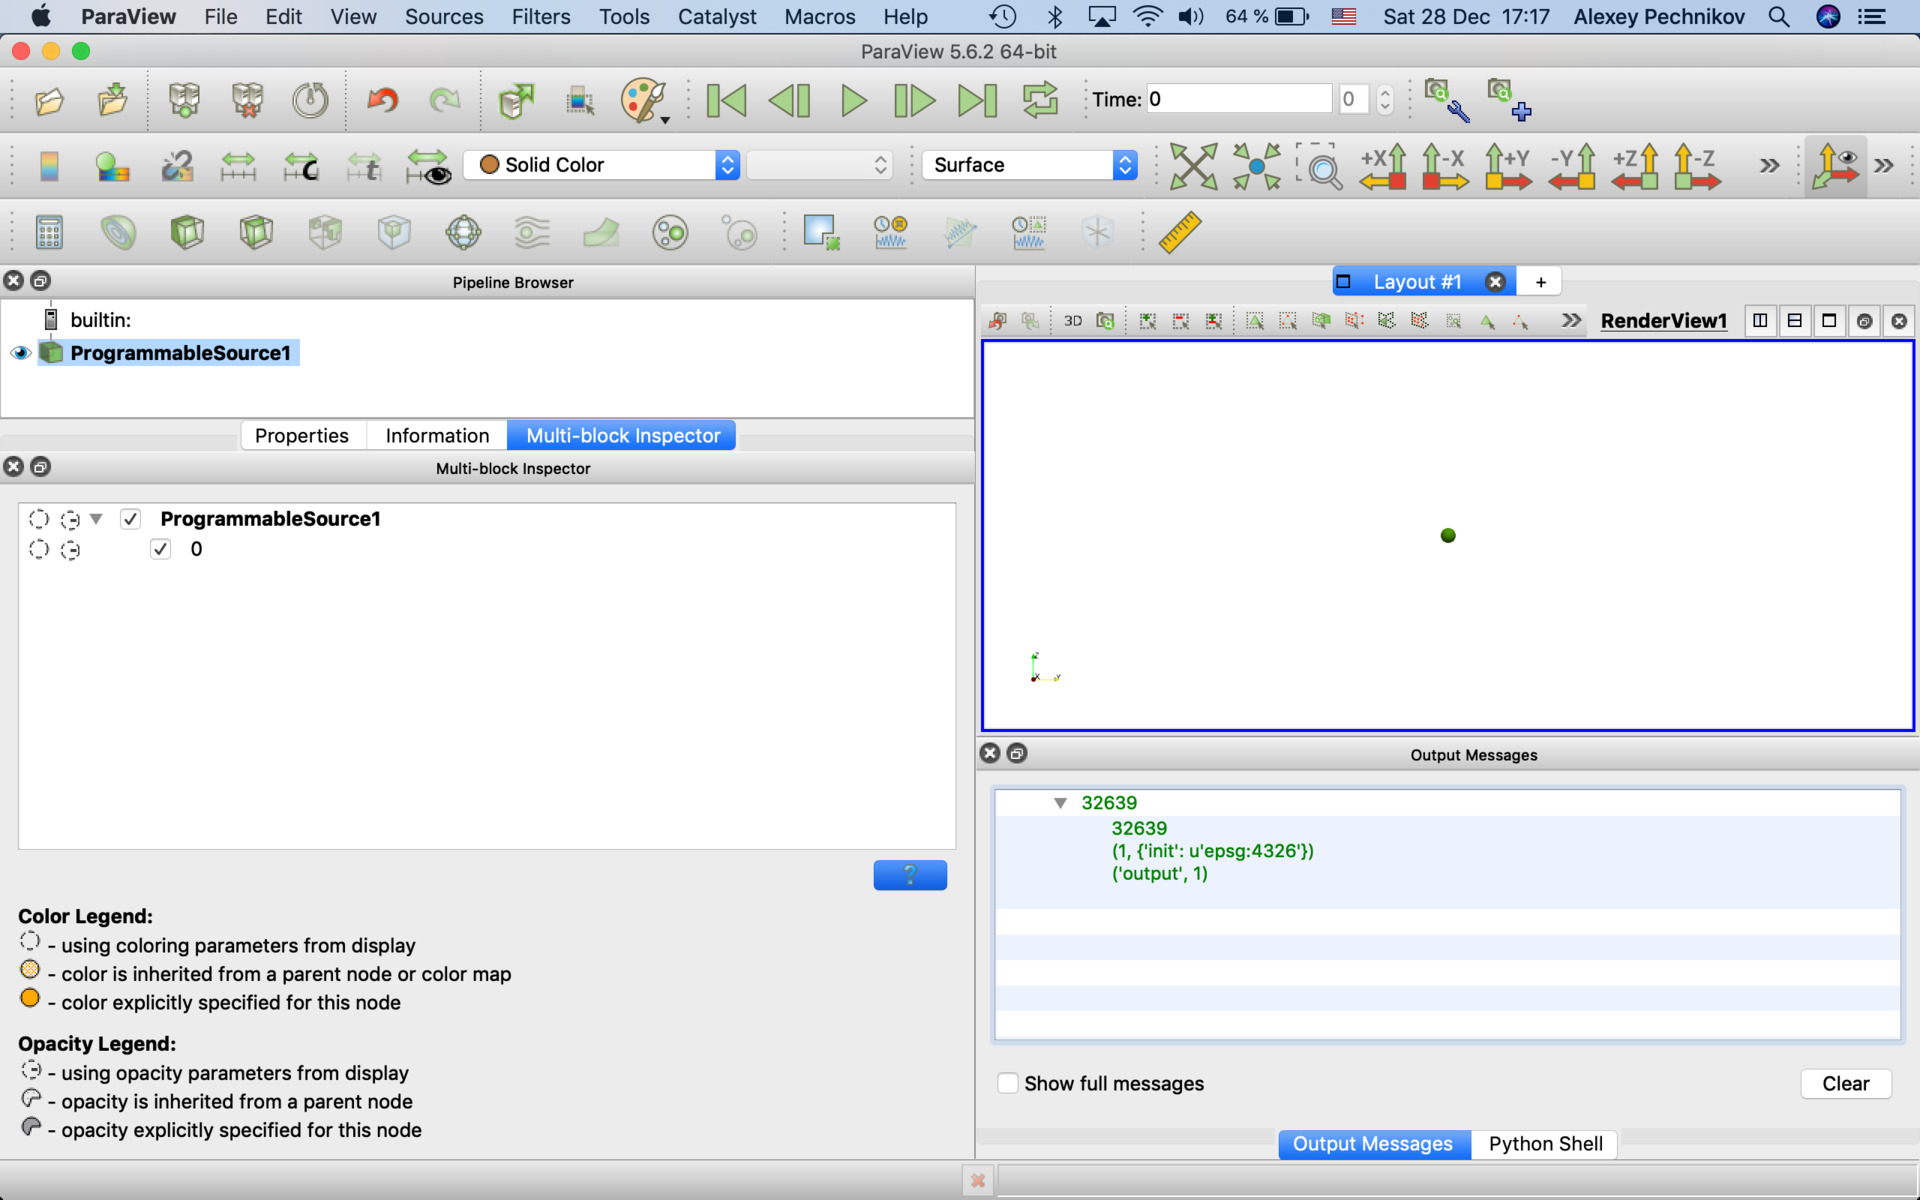 ParaView File Edit View Sources Filters Tools Catalyst Macros Help 64 % Sat 28 Dec 17:17 Alexey Pechnikov
ParaView 5.6.2 64-bit
Time: 0 0
Solid Color Surface +X -X +Y -Y +Z -Z
Pipeline Browser
builtin:
ProgrammableSource1
Properties Information Multi-block Inspector
Multi-block Inspector
ProgrammableSource1
0
?
Color Legend:
- using coloring parameters from display
- color is inherited from a parent node or color map
- color explicitly specified for this node
Opacity Legend:
- using opacity parameters from display
- opacity is inherited from a parent node
- opacity explicitly specified for this node
Layout #1 +
3D RenderView1
Z
X Y
Output Messages
32639
32639
(1, {'init': u'epsg:4326'})
('output', 1)
Show full messages Clear
Output Messages Python Shell